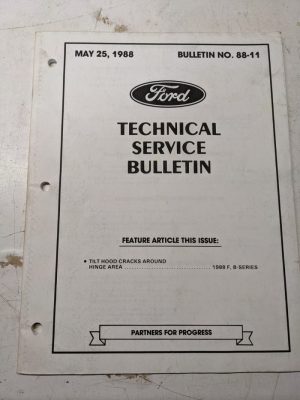 MAY 25, 1988 BULLETIN NO. 88-11
Ford
TECHNICAL
SERVICE
BULLETIN
FEATURE ARTICLE THIS ISSUE:
• TILT HOOD CRACKS AROUND
HINGE AREA ............................ 1989 F, B-SERIES
PARTNERS FOR PROGRESS